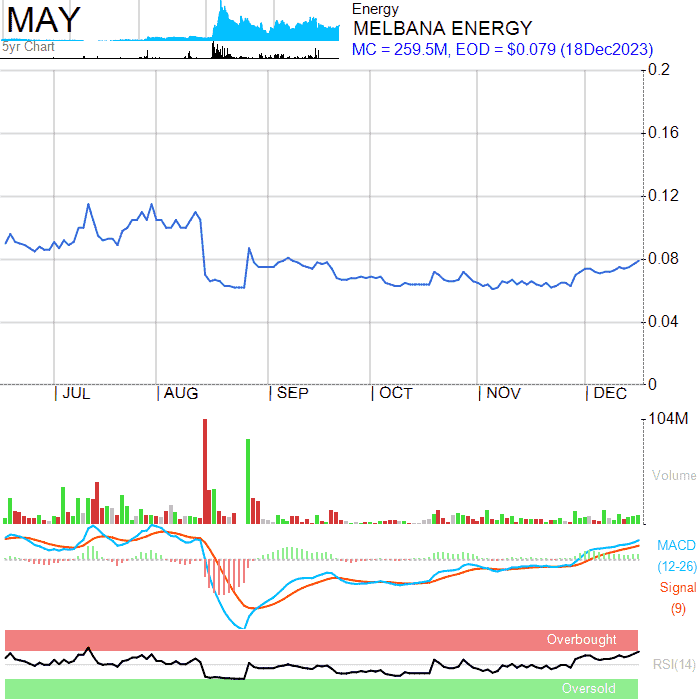 MAY
5yr Chart
Energy
MELBANA ENERGY
MC = 259.5M, EOD = $0.079 (18Dec2023)
0.2
0.16
0.12
0.08
0.04
0
JUL AUG SEP OCT NOV DEC
104M
Volume
MACD
(12-26)
Signal
(9)
Overbought
RSI(14)
Oversold